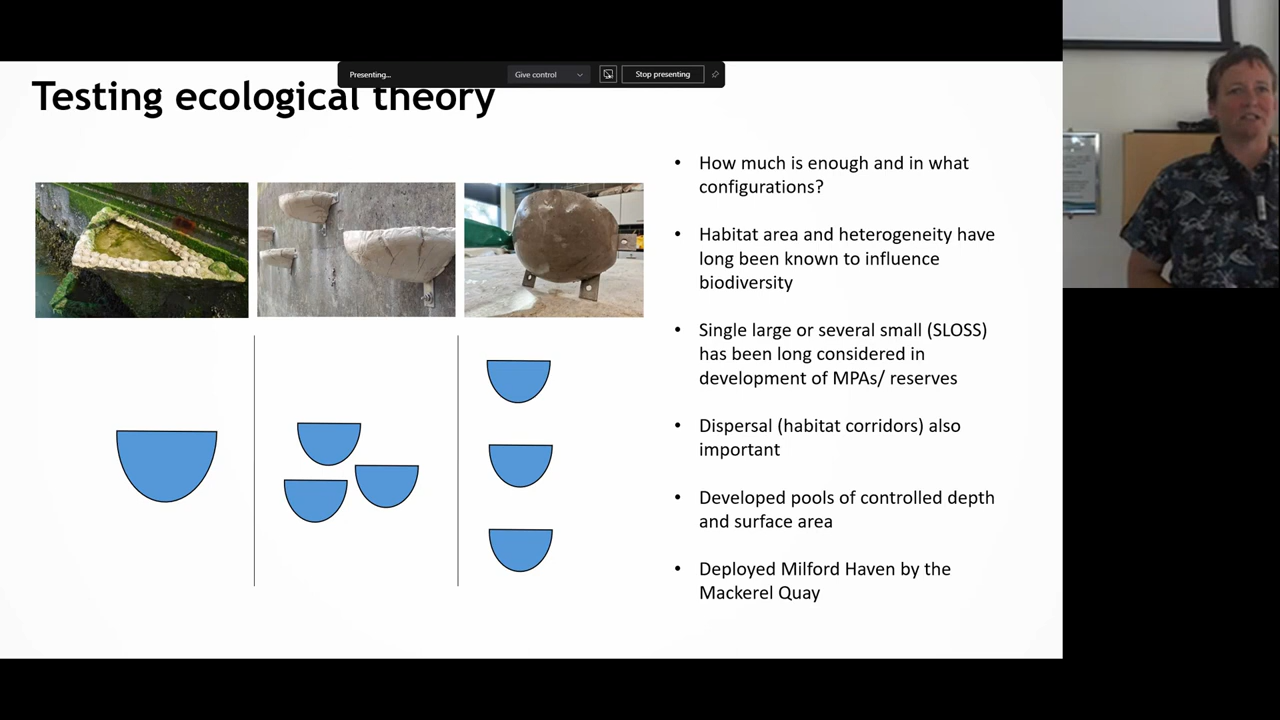 Presenting...
Give control
Stop presenting
Testing ecological theory
• How much is enough and in what
configurations?
• Habitat area and heterogeneity have
long been known to influence
biodiversity
• Single large or several small (SLOSS)
has been long considered in
development of MPAs/ reserves
• Dispersal (habitat corridors) also
important
• Developed pools of controlled depth
and surface area
• Deployed Milford Haven by the
Mackerel Quay